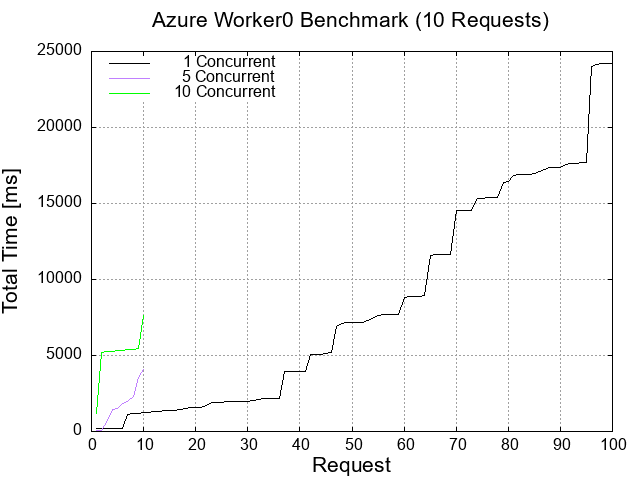 Azure Worker0 Benchmark (10 Requests)
25000
20000
15000
10000
5000
0
Total Time [ms]
1 Concurrent
5 Concurrent
10 Concurrent
0 10 20 30 40 50 60 70 80 90 100
Request